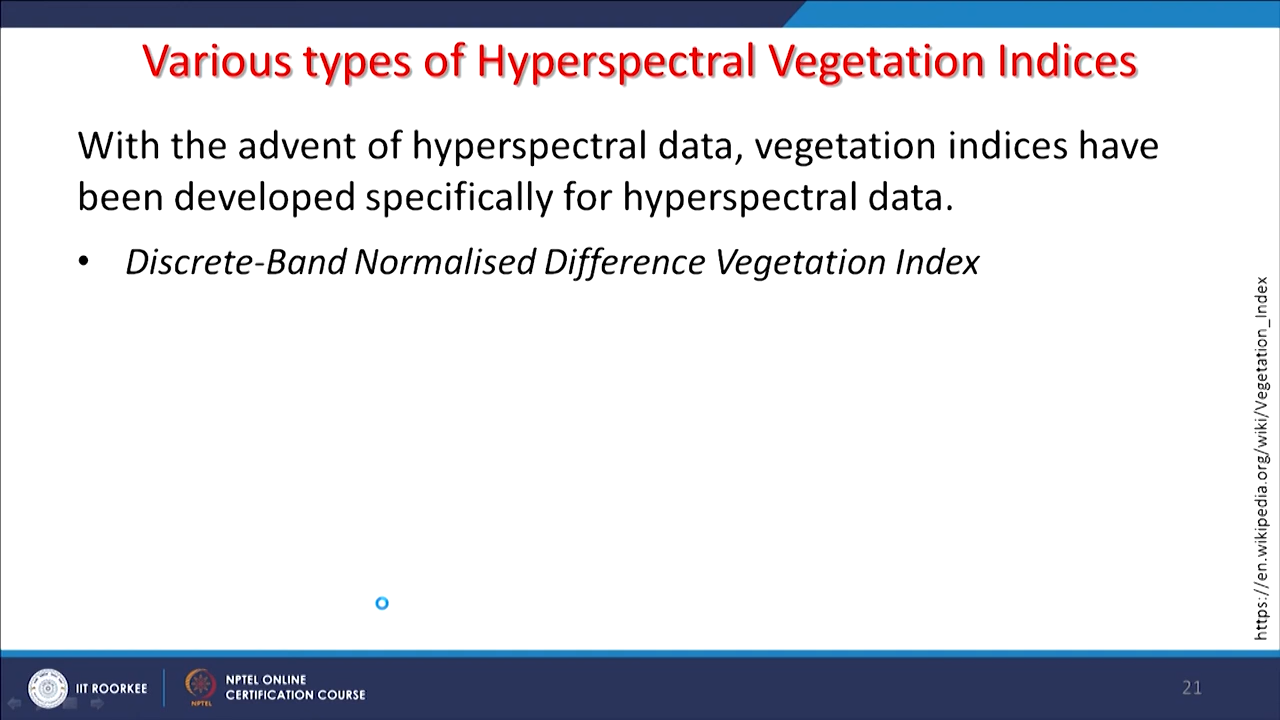 Various types of Hyperspectral Vegetation Indices
With the advent of hyperspectral data, vegetation indices have
been developed specifically for hyperspectral data.
• Discrete-Band Normalised Difference Vegetation Index
https://en.wikipedia.org/wiki/Vegetation_Index
IIT ROORKEE
NPTEL
NPTEL ONLINE
CERTIFICATION COURSE
21